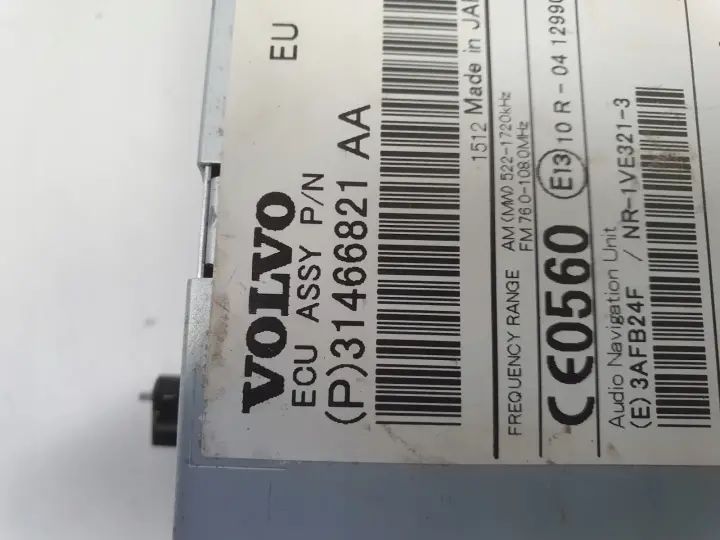 EU
VOLVO
ECU ASSY P/N
(P)31466821 AA
1512 Made in JA
FREQUENCY RANGE AM(MW) 522-1720kHz
FM 76.0-108.0MHz
CE0560 E13 10 R - 04 1299
Audio Navigation Unit
(E) 3AFB24F / NR-1VE321-3